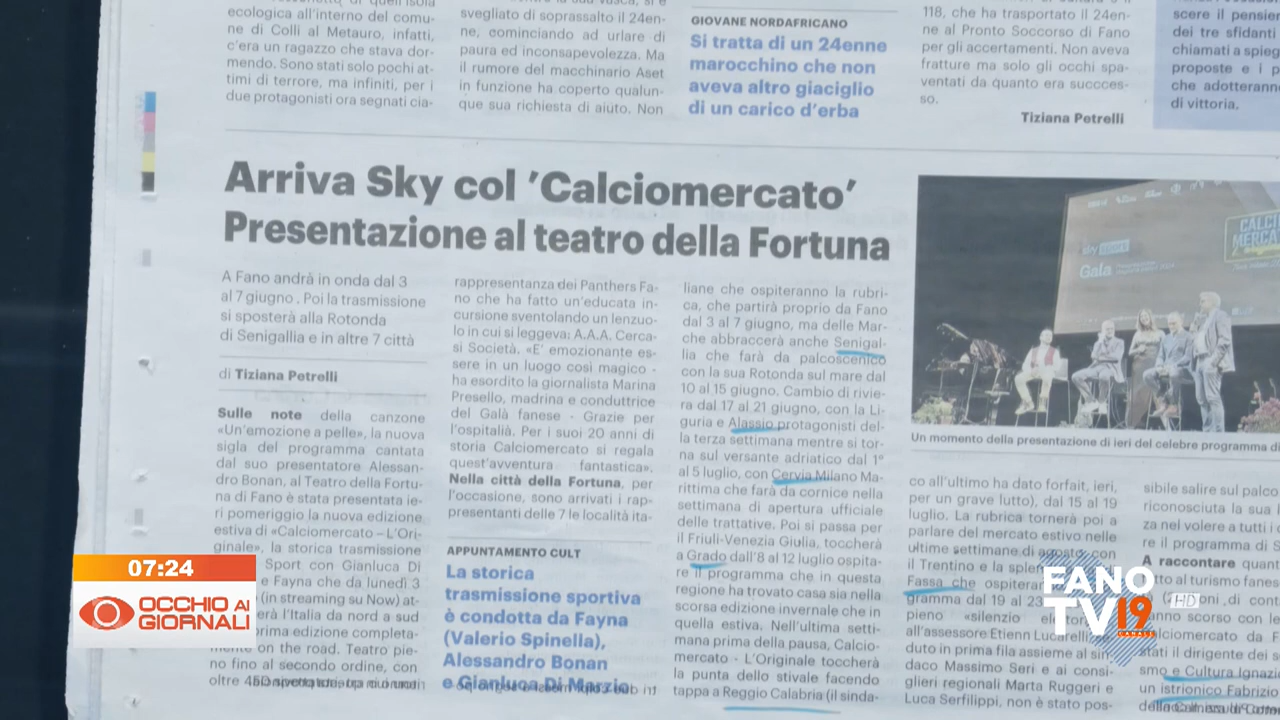 ecologica all'interno del comu-
ne di Colli al Metauro, infatti,
c'era un ragazzo che stava dor-
mendo. Sono stati solo pochi at-
timi di terrore, ma infiniti, per i
due protagonisti ora segnati cia-
svegliato di soprassalto il 24en-
ne, cominciando ad urlare di
paura ed inconsapevolezza. Ma
il rumore del macchinario Aset
in funzione ha coperto qualun-
que sua richiesta di aiuto. Non
GIOVANE NORDAFRICANO
Si tratta di un 24enne
marocchino che non
aveva altro giaciglio
di un carico d'erba
118, che ha trasportato il 24en-
ne al Pronto Soccorso di Fano
per gli accertamenti. Non aveva
fratture ma solo gli occhi spa-
ventati da quanto era succces-
so.
Tiziana Petrelli
scere il pensier
dei tre sfidanti
chiamati a spieg
proposte e i p
che adotteranno
di vittoria.
Arriva Sky col 'Calciomercato'
Presentazione al teatro della Fortuna
A Fano andrà in onda dal 3
al 7 giugno. Poi la trasmissione
si sposterà alla Rotonda
di Senigallia e in altre 7 città
di Tiziana Petrelli
Sulle note della canzone
«Un'emozione a pelle», la nuova
sigla del programma cantata
dal suo presentatore Alessan-
dro Bonan, al Teatro della Fortu-
na di Fano è stata presentata ie-
ri pomeriggio la nuova edizione
estiva di «Calciomercato – L'Ori-
ginale», la storica trasmissione
Sport con Gianluca Di
e Fayna che da lunedì 3
(in streaming su Now) at-
erà l'Italia da nord a sud
prima edizione completa-
mente on the road. Teatro pie-
no fino al secondo ordine, con
oltre 450
rappresentanza dei Panthers Fa-
no che ha fatto un'educata in-
cursione sventolando un lenzuo-
lo in cui si leggeva: A.A.A. Cerca-
si Società. «E' emozionante es-
sere in un luogo così magico -
ha esordito la giornalista Marina
Presello, madrina e conduttrice
del Galà fanese - Grazie per
l'ospitalià. Per i suoi 20 anni di
storia Calciomercato si regala
quest'avventura fantastica».
Nella città della Fortuna, per
l'occasione, sono arrivati i rap-
presentanti delle 7 le località ita-
APPUNTAMENTO CULT
La storica
trasmissione sportiva
è condotta da Fayna
(Valerio Spinella),
Alessandro Bonan
e Gianluca Di Marzio
liane che ospiteranno la rubri-
ca, che partirà proprio da Fano
dal 3 al 7 giugno, ma delle Mar-
che abbraccerà anche Senigal-
lia che farà da palcoscenico
con la sua Rotonda sul mare dal
10 al 15 giugno. Cambio di rivie-
ra dal 17 al 21 giugno, con la Li-
guria e Alassio protagonisti del-
la terza settimana mentre si tor-
na sul versante adriatico dal 1°
al 5 luglio, con Cervia Milano Ma-
rittima che farà da cornice nella
settimana di apertura ufficiale
delle trattative. Poi si passa per
il Friuli-Venezia Giulia, toccherà
a Grado dall'8 al 12 luglio ospita-
re il programma che in questa
regione ha trovato casa sia nella
scorsa edizione invernale che in
quella estiva. Nell'ultima setti-
mana prima della pausa, Calcio-
mercato - L'Originale toccherà
la punta dello stivale facendo
tappa a Reggio Calabria (il sinda-
CALCIO
MERCATO
sky sport
Gala
Un momento della presentazione di ieri del celebre programma di
co all'ultimo ha dato forfait, ieri,
per un grave lutto), dal 15 al 19
luglio. La rubrica tornerà poi a
parlare del mercato estivo nelle
ultime settimane di agosto con
il Trentino e la
Fassa che
gramma dal 19 al 23
pieno «silenzio
all'assessore Etienn Lucarelli
duto in prima fila assieme al sin-
daco Massimo Seri e ai consi-
glieri regionali Marta Ruggeri e
Luca Serfilippi, non è stato pos-
sibile salire sul palco
riconosciuta la sua
za nel volere a tutti i
re il programma di S
A raccontare quant
to al turismo fanes
di con
nno scorso con le
lciomercato da F
stati il dirigente dei s
smo e Cultura Ignazi
un istrionico Fabrizio
07:24
OCCHIO AI
GIORNALI
FANO
TV19
CANALE
HD